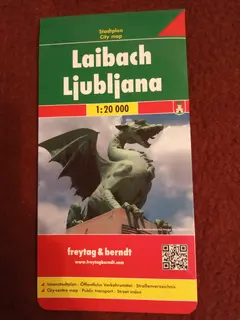 Stadtplan
City map
Laibach
Ljubljana
1:20 000
freytag & berndt
www.freytagberndt.com
Innenstadtplan · Öffentliche Verkehrsmittel · Straßenverzeichnis
City-centre map · Public transport · Street index